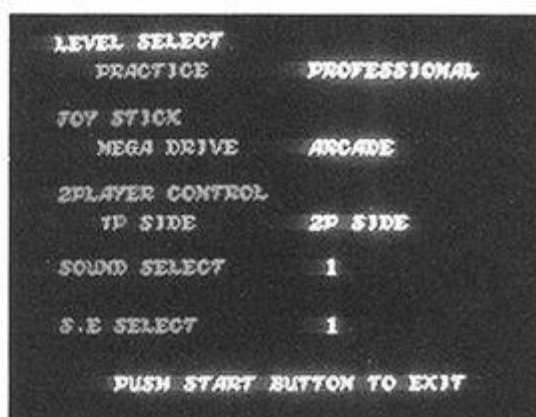 LEVEL SELECT
PRACTICE PROFESSIONAL
JOY STICK
MEGA DRIVE ARCADE
2PLAYER CONTROL
1P SIDE 2P SIDE
SOUND SELECT 1
S.E SELECT 1
PUSH START BUTTON TO EXIT